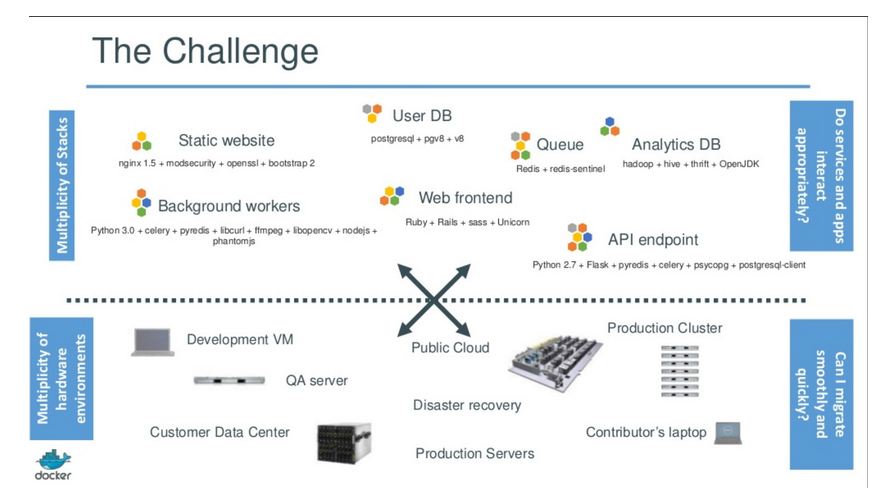 The Challenge
Multiplicity of Stacks
Static website
nginx 1.5 + modsecurity + openssl + bootstrap 2
User DB
postgresql + pgv8 + v8
Queue
Redis + redis-sentinel
Analytics DB
hadoop + hive + thrift + OpenJDK
Background workers
Python 3.0 + celery + pyredis + libcurl + ffmpeg + libopencv + nodejs +
phantomjs
Web frontend
Ruby + Rails + sass + Unicorn
API endpoint
Python 2.7 + Flask + pyredis + celery + psycopg + postgresql-client
Do services and apps
interact
appropriately?
Multiplicity of
hardware
environments
Development VM
QA server
Customer Data Center
Public Cloud
Disaster recovery
Production Servers
Production Cluster
Contributor's laptop
Can I migrate
smoothly and
quickly?
docker